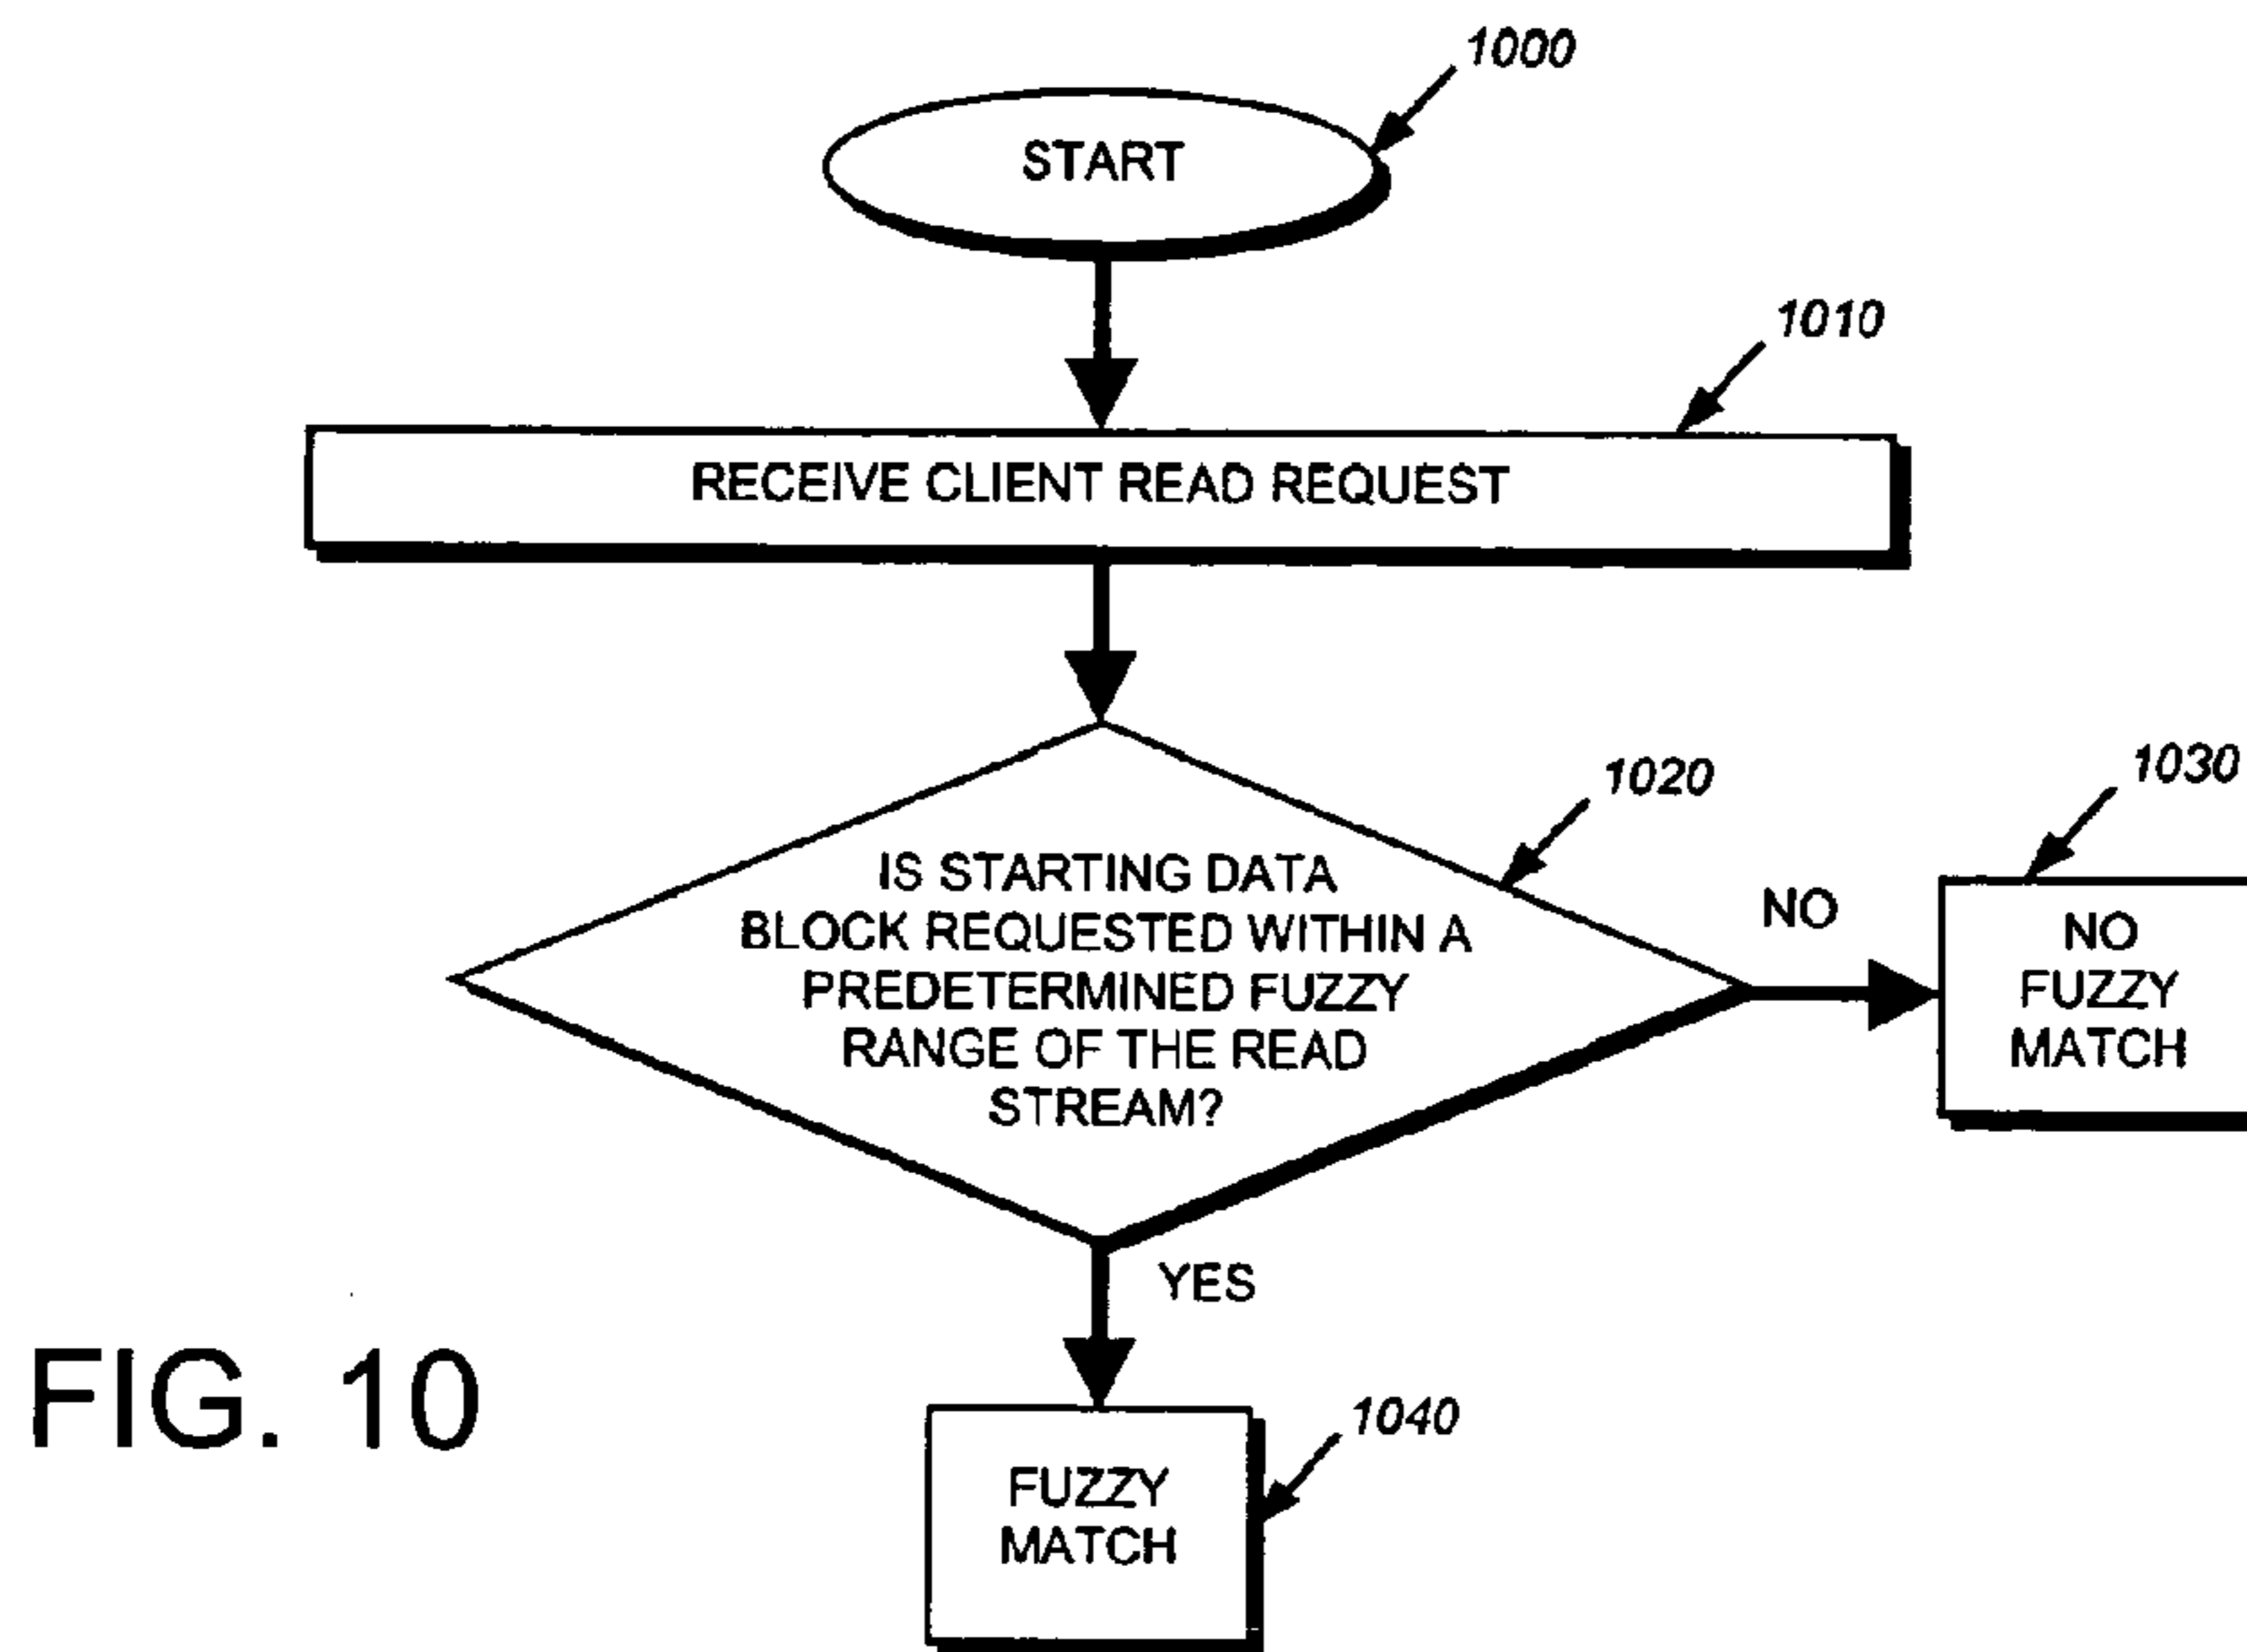 1000
START
1010
RECEIVE CLIENT READ REQUEST
1020
1030
IS STARTING DATA
BLOCK REQUESTED WITHIN A
PREDETERMINED FUZZY
RANGE OF THE READ
STREAM?
NO
NO
FUZZY
MATCH
YES
FIG. 10
1040
FUZZY
MATCH